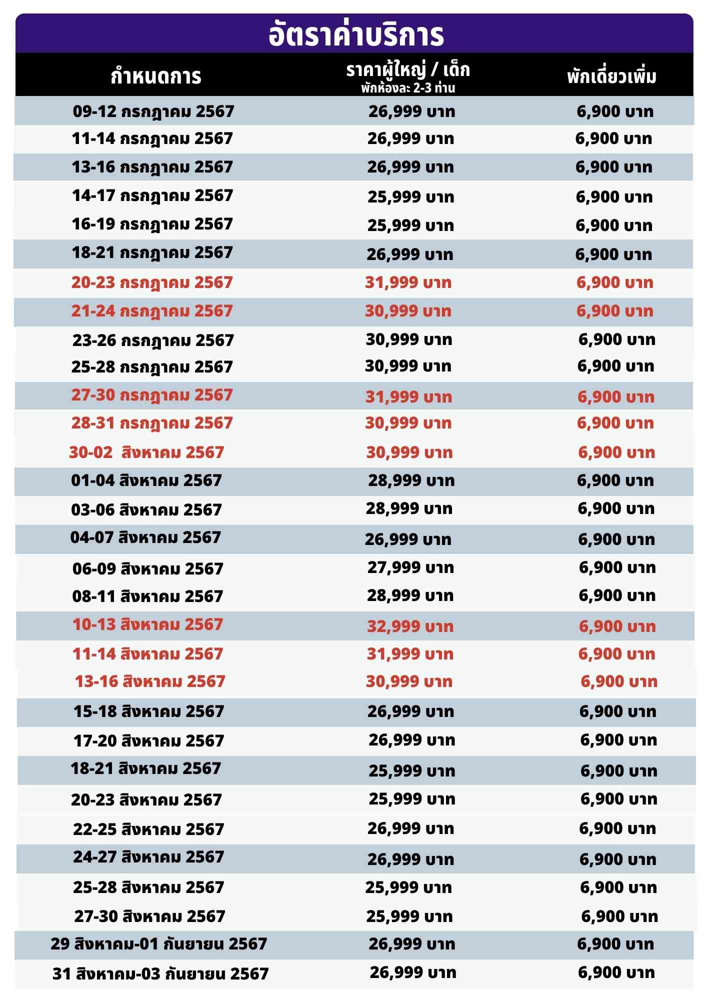 อัตราค่าบริการ
กำหนดการ ราคาผู้ใหญ่ / เด็ก พักเดี่ยวเพิ่ม
พักห้องละ 2-3 ท่าน
09-12 กรกฎาคม 2567 26,999 บาท 6,900 บาท
11-14 กรกฎาคม 2567 26,999 บาท 6,900 บาท
13-16 กรกฎาคม 2567 26,999 บาท 6,900 บาท
14-17 กรกฎาคม 2567 25,999 บาท 6,900 บาท
16-19 กรกฎาคม 2567 25,999 บาท 6,900 บาท
18-21 กรกฎาคม 2567 26,999 บาท 6,900 บาท
20-23 กรกฎาคม 2567 31,999 บาท 6,900 บาท
21-24 กรกฎาคม 2567 30,999 บาท 6,900 บาท
23-26 กรกฎาคม 2567 30,999 บาท 6,900 บาท
25-28 กรกฎาคม 2567 30,999 บาท 6,900 บาท
27-30 กรกฎาคม 2567 31,999 บาท 6,900 บาท
28-31 กรกฎาคม 2567 30,999 บาท 6,900 บาท
30-02 สิงหาคม 2567 30,999 บาท 6,900 บาท
01-04 สิงหาคม 2567 28,999 บาท 6,900 บาท
03-06 สิงหาคม 2567 28,999 บาท 6,900 บาท
04-07 สิงหาคม 2567 26,999 บาท 6,900 บาท
06-09 สิงหาคม 2567 27,999 บาท 6,900 บาท
08-11 สิงหาคม 2567 28,999 บาท 6,900 บาท
10-13 สิงหาคม 2567 32,999 บาท 6,900 บาท
11-14 สิงหาคม 2567 31,999 บาท 6,900 บาท
13-16 สิงหาคม 2567 30,999 บาท 6,900 บาท
15-18 สิงหาคม 2567 26,999 บาท 6,900 บาท
17-20 สิงหาคม 2567 26,999 บาท 6,900 บาท
18-21 สิงหาคม 2567 25,999 บาท 6,900 บาท
20-23 สิงหาคม 2567 25,999 บาท 6,900 บาท
22-25 สิงหาคม 2567 26,999 บาท 6,900 บาท
24-27 สิงหาคม 2567 26,999 บาท 6,900 บาท
25-28 สิงหาคม 2567 25,999 บาท 6,900 บาท
27-30 สิงหาคม 2567 25,999 บาท 6,900 บาท
29 สิงหาคม-01 กันยายน 2567 26,999 บาท 6,900 บาท
31 สิงหาคม-03 กันยายน 2567 26,999 บาท 6,900 บาท